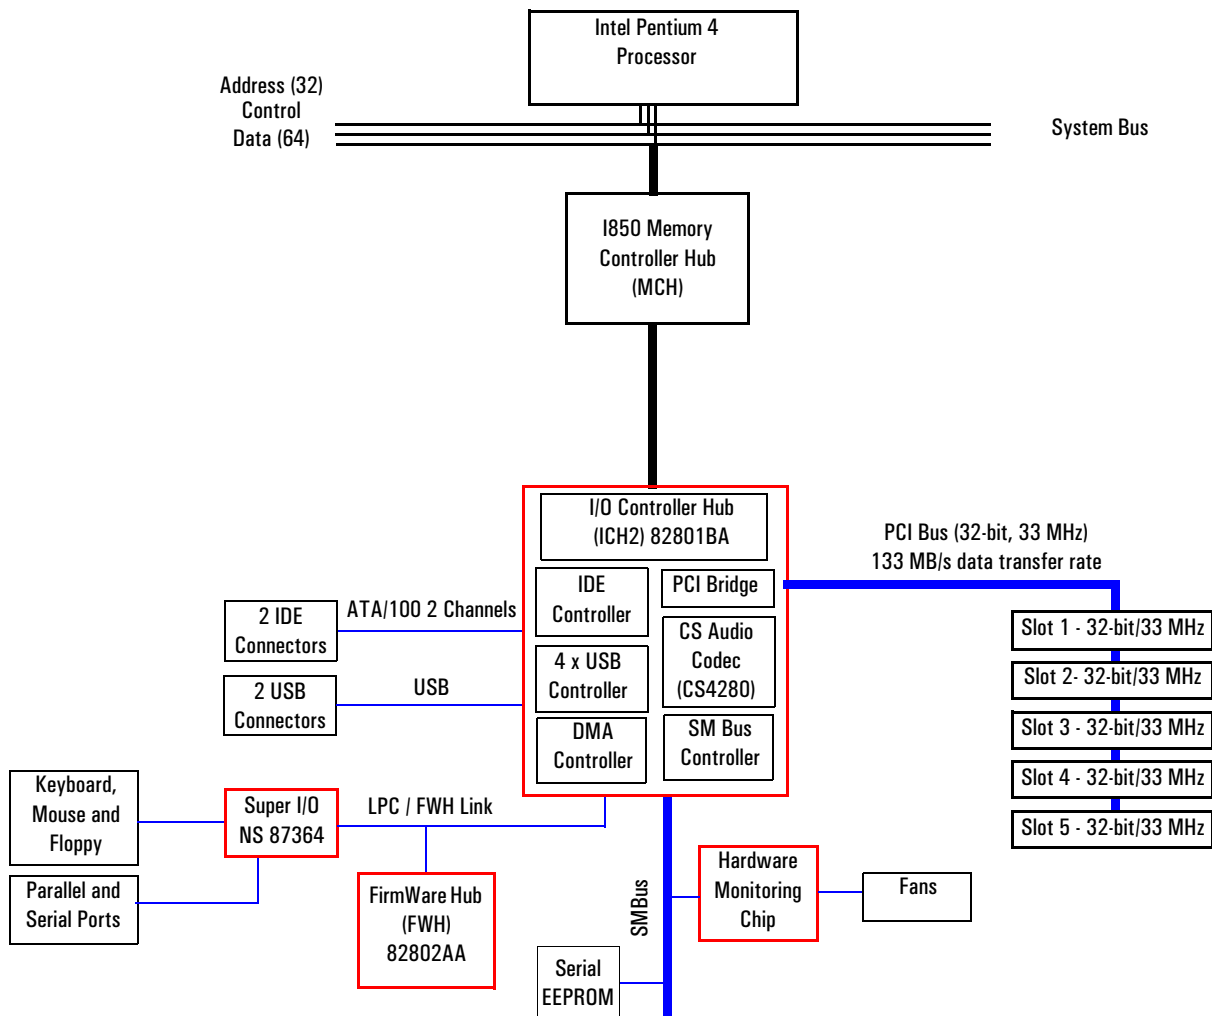 Intel Pentium 4
Processor
Address (32)
Control
Data (64)
System Bus
I850 Memory
Controller Hub
(MCH)
I/O Controller Hub
(ICH2) 82801BA
PCI Bus (32-bit, 33 MHz)
133 MB/s data transfer rate
IDE
Controller
PCI Bridge
ATA/100 2 Channels
2 IDE
Connectors
CS Audio
Codec
(CS4280)
4 x USB
Controller
USB
2 USB
Connectors
DMA
Controller
SM Bus
Controller
Slot 1 - 32-bit/33 MHz
Slot 2- 32-bit/33 MHz
Slot 3 - 32-bit/33 MHz
Slot 4 - 32-bit/33 MHz
Slot 5 - 32-bit/33 MHz
Keyboard,
Mouse and
Floppy
Super I/O
NS 87364
LPC / FWH Link
Parallel and
Serial Ports
FirmWare Hub
(FWH)
82802AA
SMBus
Hardware
Monitoring
Chip
Fans
Serial
EEPROM